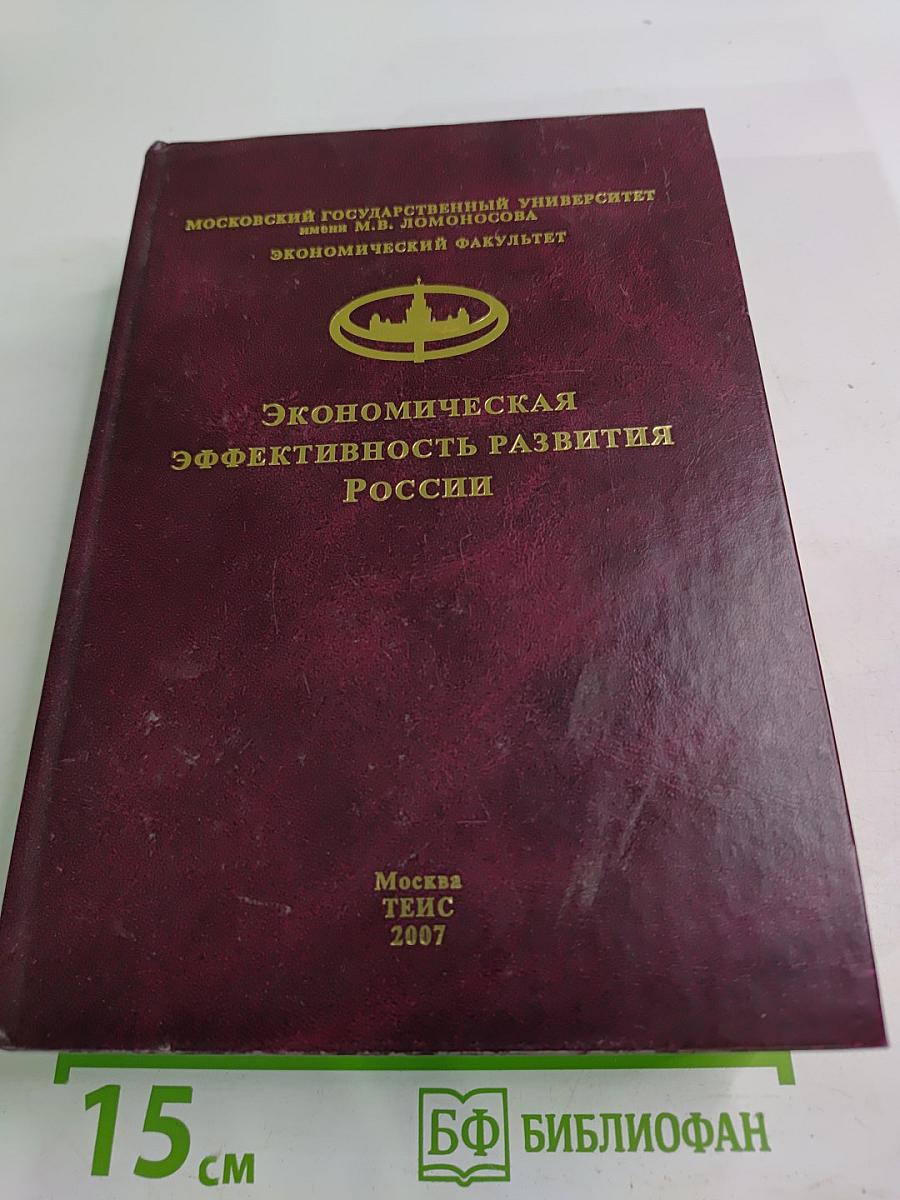 МОСКОВСКИЙ ГОСУДАРСТВЕННЫЙ УНИВЕРСИТЕТ
имени М.В. ЛОМОНОСОВА
ЭКОНОМИЧЕСКИЙ ФАКУЛЬТЕТ
ЭКОНОМИЧЕСКАЯ
ЭФФЕКТИВНОСТЬ РАЗВИТИЯ
РОССИИ
Москва
ТЕИС
2007
15 см
БФ БИБЛИОФАН